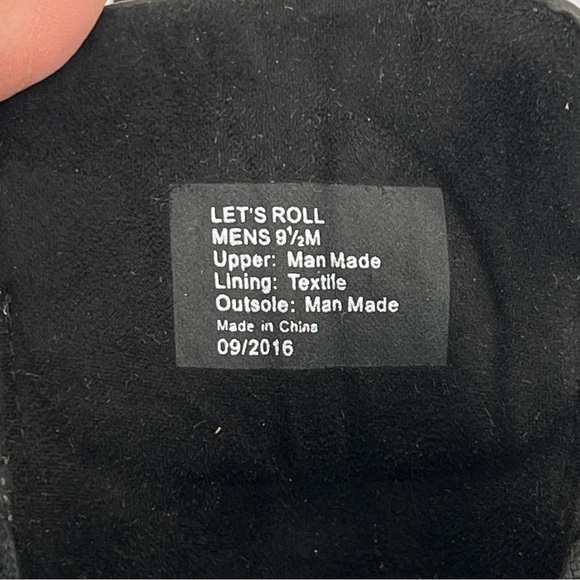 LET'S ROLL
MENS 9½M
Upper: Man Made
Lining: Textile
Outsole: Man Made
Made in China
09/2016